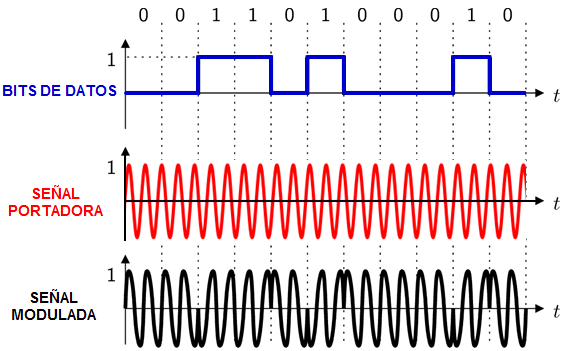 0 0 1 1 0 1 0 0 0 1 0
1
BITS DE DATOS
t
1
SEÑAL
PORTADORA
t
1
SEÑAL
MODULADA
t